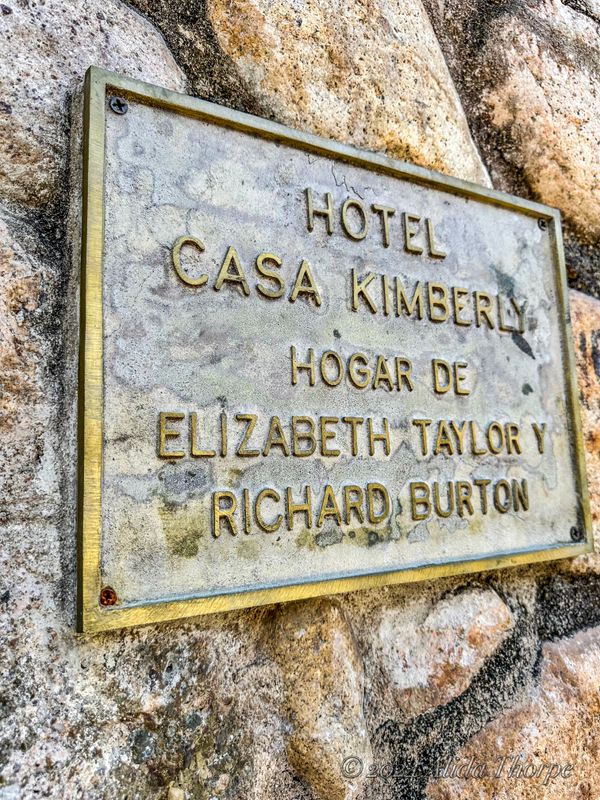 HOTEL
CASA KIMBERLY
HOGAR DE
ELIZABETH TAYLOR Y
RICHARD BURTON
© Alida Thorpe